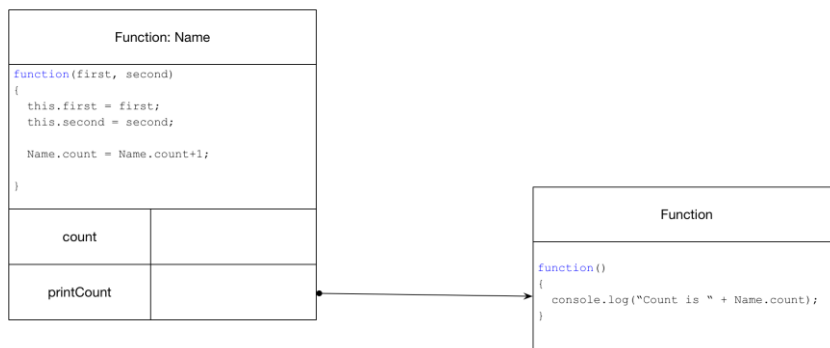 Function: Name
function(first, second)
{
this.first = first;
this.second = second;
Name.count = Name.count+1;
}
count
printCount
Function
function()
{
console.log(“Count is “ + Name.count);
}